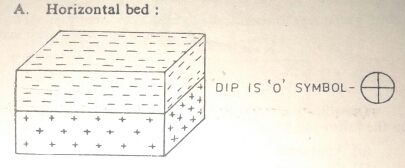 A. Horizontal bed :
DIP IS 'O' SYMBOL-